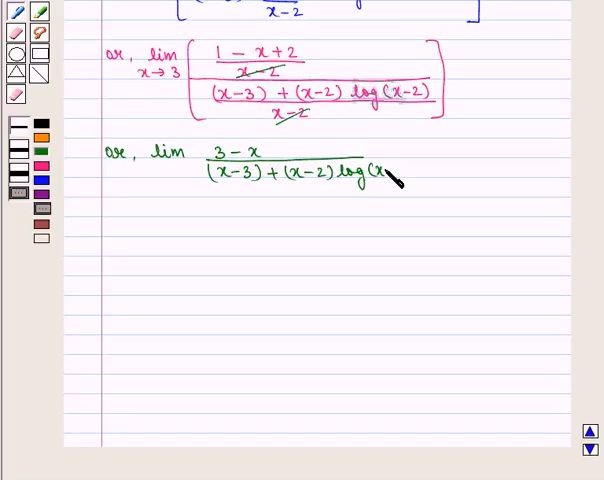 x-2
or, lim x→3 [ 1 - x+2 / x-2 / (x-3) + (x-2) log(x-2) / x-2 ]
or, lim 3-x / (x-3)+(x-2)log(x